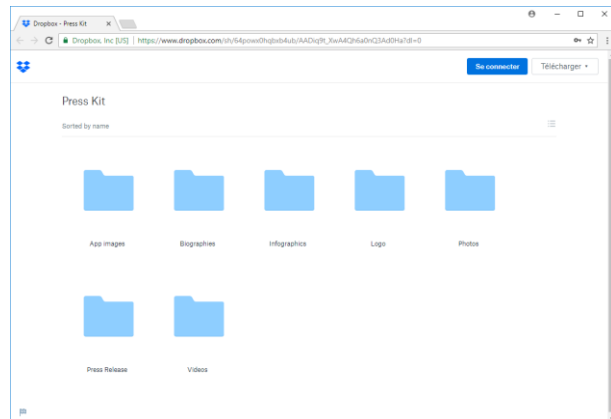 Dropbox - Press Kit
Dropbox, Inc [US] | https://www.dropbox.com/sh/64powx0hqbxb4ub/AADiq9t_XwA4Qh6a0nQ3Ad0Ha?dl=0
Se connecter Télécharger
Press Kit
Sorted by name
App images Biographies Infographics Logo Photos
Press Release Videos